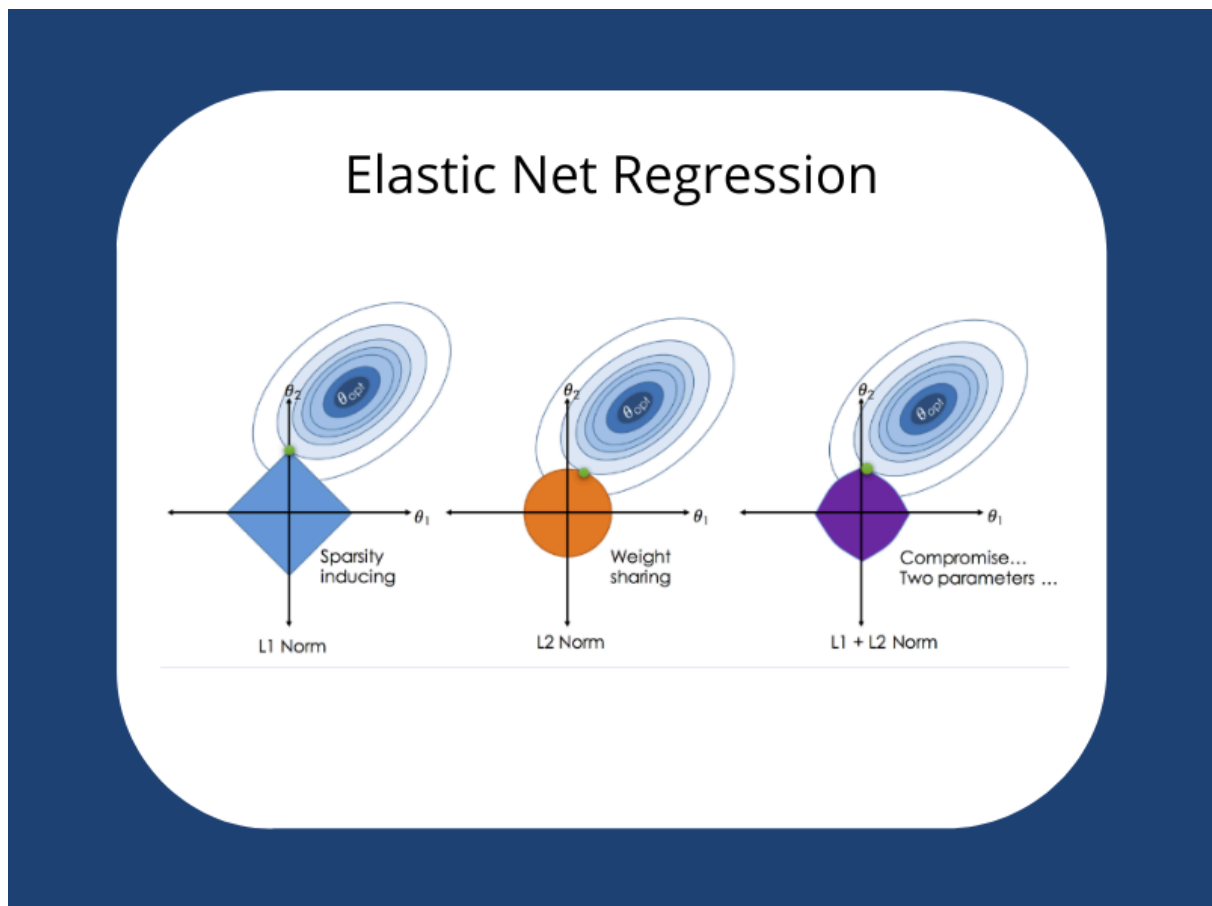 Elastic Net Regression
θ2
θopt
θ1
Sparsity
inducing
L1 Norm
θ2
θopt
θ1
Weight
sharing
L2 Norm
θ2
θopt
θ1
Compromise...
Two parameters ...
L1 + L2 Norm